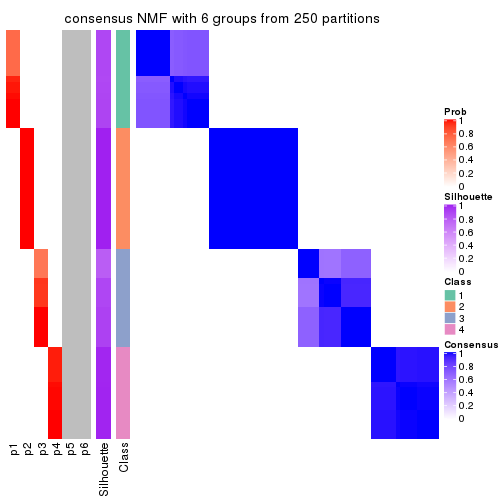 consensus NMF with 6 groups from 250 partitions
Prob
1
0.8
0.6
0.4
0.2
0
Silhouette
1
0.8
0.6
0.4
0.2
0
Class
1
2
3
4
Consensus
1
0.8
0.6
0.4
0.2
0
p1
p2
p3
p4
p5
p6
Silhouette
Class